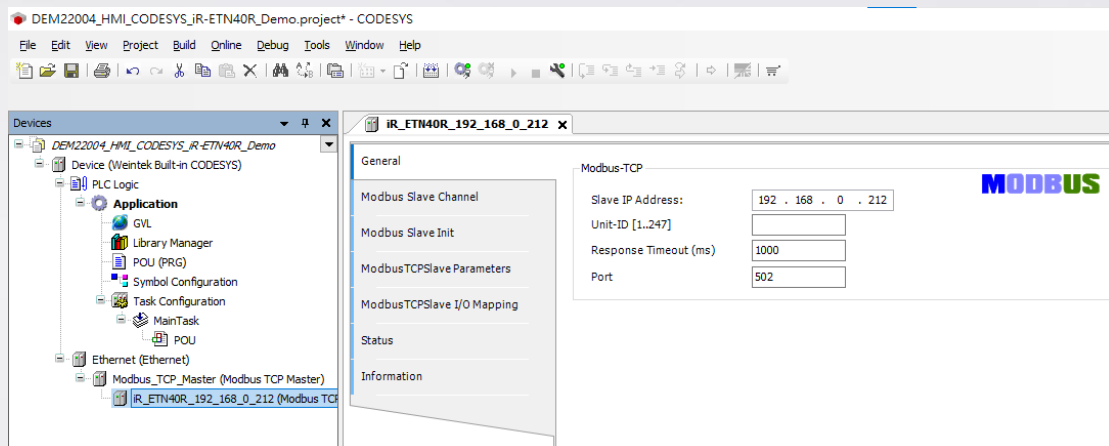 DEM22004_HMI_CODESYS_iR-ETN40R_Demo.project* - CODESYS
File Edit View Project Build Online Debug Tools Window Help
Devices
DEM22004_HMI_CODESYS_iR-ETN40R_Demo
Device (Weintek Built-in CODESYS)
PLC Logic
Application
GVL
Library Manager
POU (PRG)
Symbol Configuration
Task Configuration
MainTask
POU
Ethernet (Ethernet)
Modbus_TCP_Master (Modbus TCP Master)
iR_ETN40R_192_168_0_212 (Modbus TCP
iR_ETN40R_192_168_0_212
General
Modbus Slave Channel
Modbus Slave Init
ModbusTCPSlave Parameters
ModbusTCPSlave I/O Mapping
Status
Information
Modbus-TCP
MODBUS
Slave IP Address: 192 . 168 . 0 . 212
Unit-ID [1..247]
Response Timeout (ms) 1000
Port 502